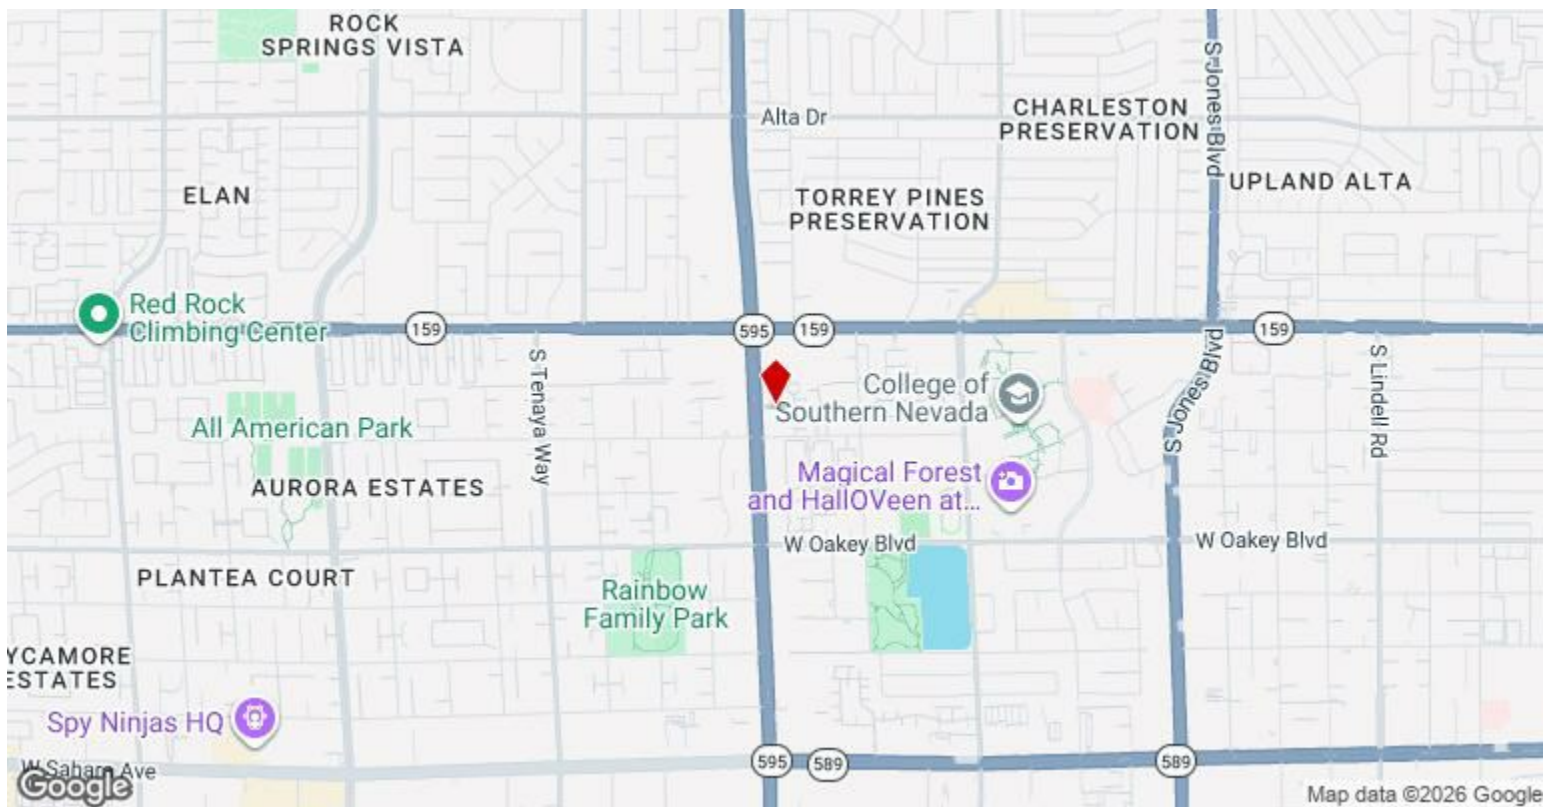 ROCK
SPRINGS VISTA
S Jones Blvd
Alta Dr
CHARLESTON
PRESERVATION
ELAN
TORREY PINES
PRESERVATION
UPLAND ALTA
Red Rock
Climbing Center
159
595
159
159
S Tenaya Way
College of
Southern Nevada
S Jones Blvd
S Lindell Rd
All American Park
AURORA ESTATES
Magical Forest
and HallOVeen at...
W Oakey Blvd
W Oakey Blvd
PLANTEA COURT
Rainbow
Family Park
YCAMORE
ESTATES
Spy Ninjas HQ
W Sahara Ave
595
589
589
Google
Map data ©2026 Google